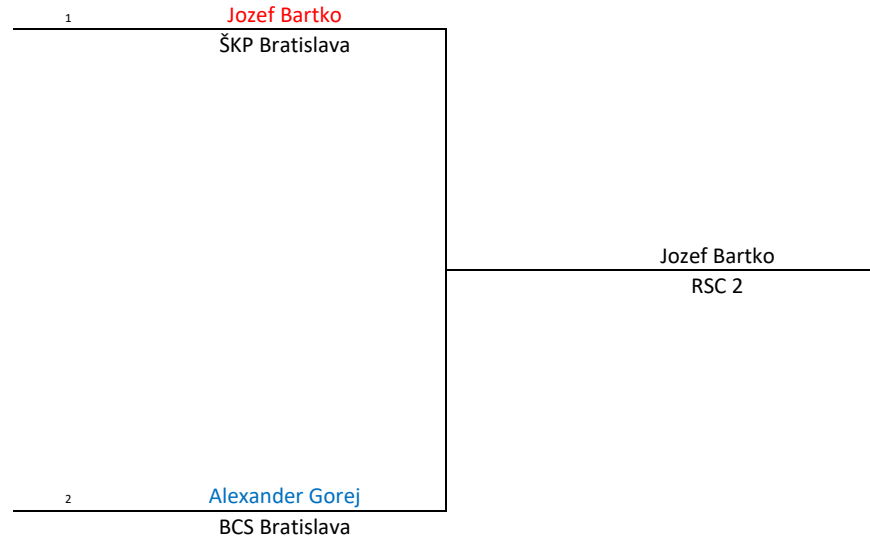 1 Jozef Bartko
ŠKP Bratislava
Jozef Bartko
RSC 2
2 Alexander Gorej
BCS Bratislava